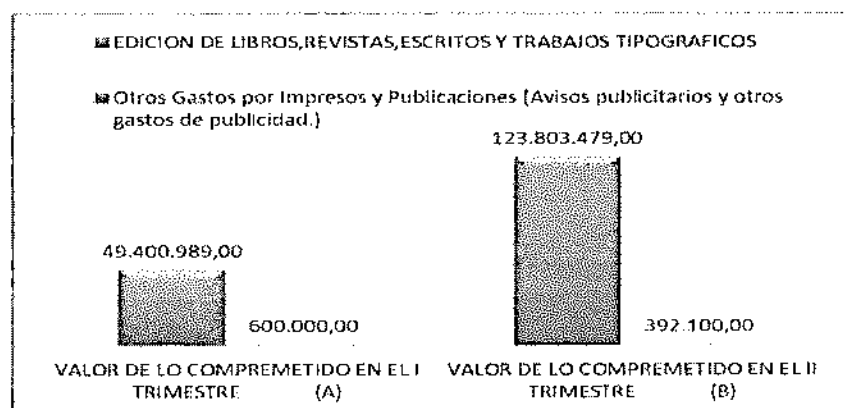 EDICION DE LIBROS,REVISTAS,ESCRITOS Y TRABAJOS TIPOGRAFICOS
Otros Gastos por Impresos y Publicaciones (Avisos publicitarios y otros
gastos de publicidad.)
123.803.479,00
49.400.989,00
600.000,00
392.100,00
VALOR DE LO COMPREMETIDO EN EL I
TRIMESTRE (A)
VALOR DE LO COMPREMETIDO EN EL II
TRIMESTRE (B)